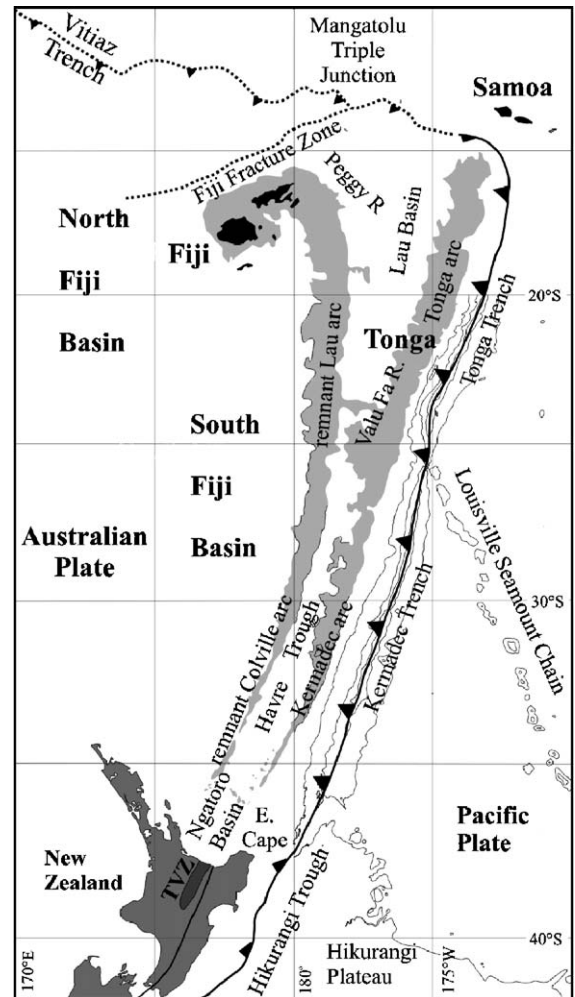 Vitiaz
Trench
Mangatolu
Triple
Junction
Samoa
Fiji Fracture Zone
Peggy R
North
Fiji
Basin
Fiji
Lau Basin
Tonga arc
Tonga
Tonga Trench
20°S
remnant Lau arc
Valu Fa R.
South
Fiji
Basin
Australian
Plate
Louisville Seamount Chain
30°S
remnant Colville arc
Havre Trough
Kermadec arc
Kermadec Trench
Ngatoro
Basin
E.
Cape
Pacific
Plate
New
Zealand
TVZ
Hikurangi Trough
Hikurangi
Plateau
40°S
170°E
180°
175°W